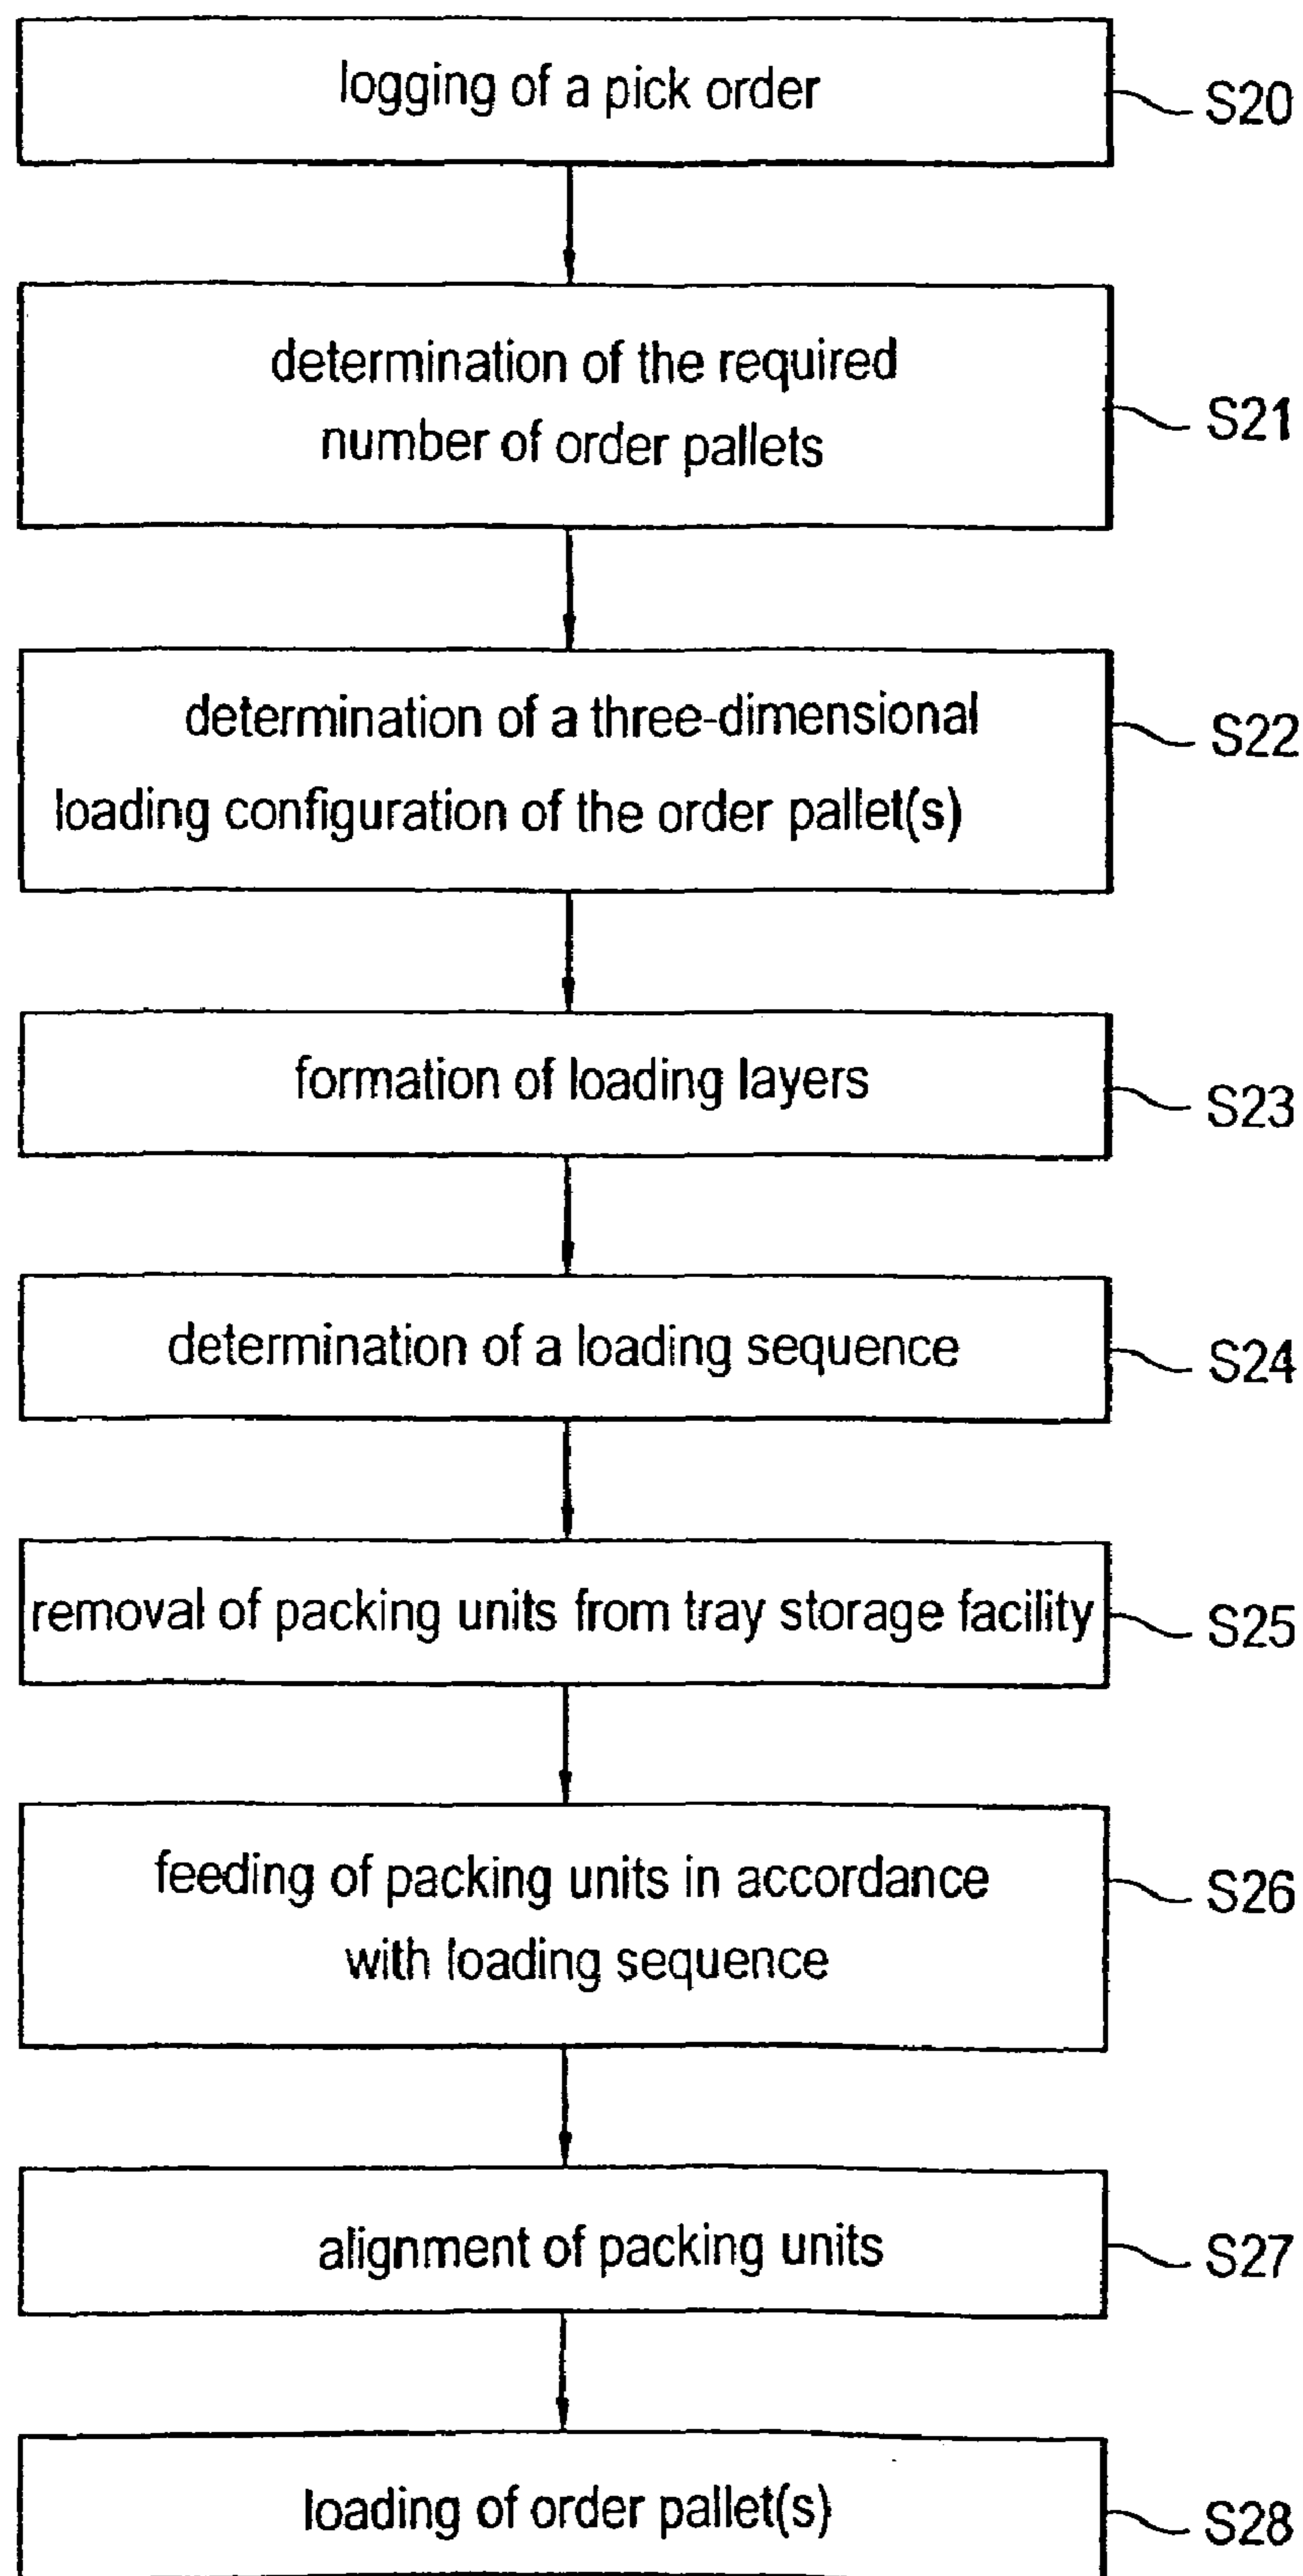 logging of a pick order
S20
determination of the required
number of order pallets
S21
determination of a three-dimensional
loading configuration of the order pallet(s)
S22
formation of loading layers
S23
determination of a loading sequence
S24
removal of packing units from tray storage facility
S25
feeding of packing units in accordance
with loading sequence
S26
alignment of packing units
S27
loading of order pallet(s)
S28